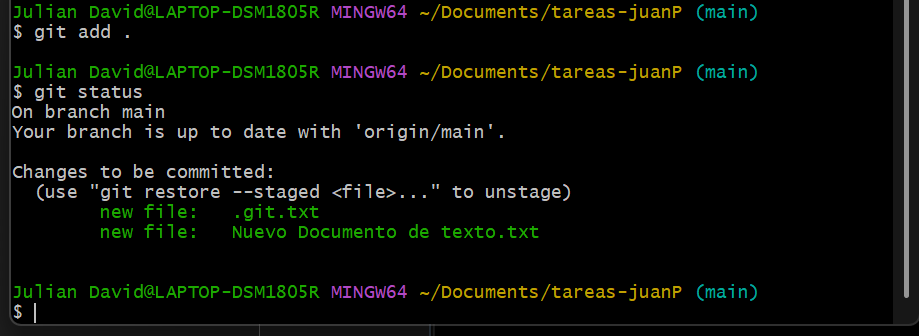 Julian David@LAPTOP-DSM1805R MINGW64 ~/Documents/tareas-juanP (main)
$ git add .
Julian David@LAPTOP-DSM1805R MINGW64 ~/Documents/tareas-juanP (main)
$ git status
On branch main
Your branch is up to date with 'origin/main'.
Changes to be committed:
  (use "git restore --staged <file>..." to unstage)
        new file:   .git.txt
        new file:   Nuevo Documento de texto.txt
Julian David@LAPTOP-DSM1805R MINGW64 ~/Documents/tareas-juanP (main)
$